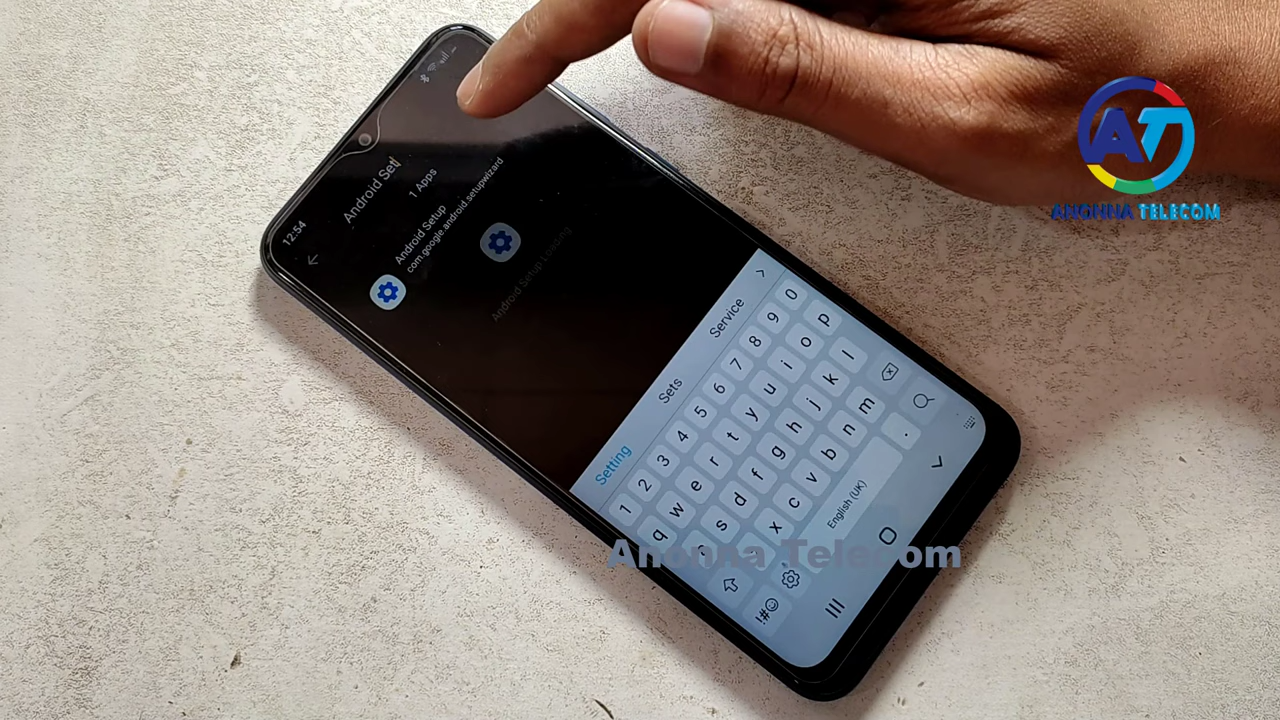 12:54
Android Set
1 Apps
Android Setup
com.google.android.setupwizard
Android Setup Loading
Setting
Sets
Service
1 2 3 4 5 6 7 8 9 0
q w e r t y u i o p
s d f g h j k l
x c v b n m
!#
English (UK)
.
AT
ANONNA TELECOM
Anonna Telecom